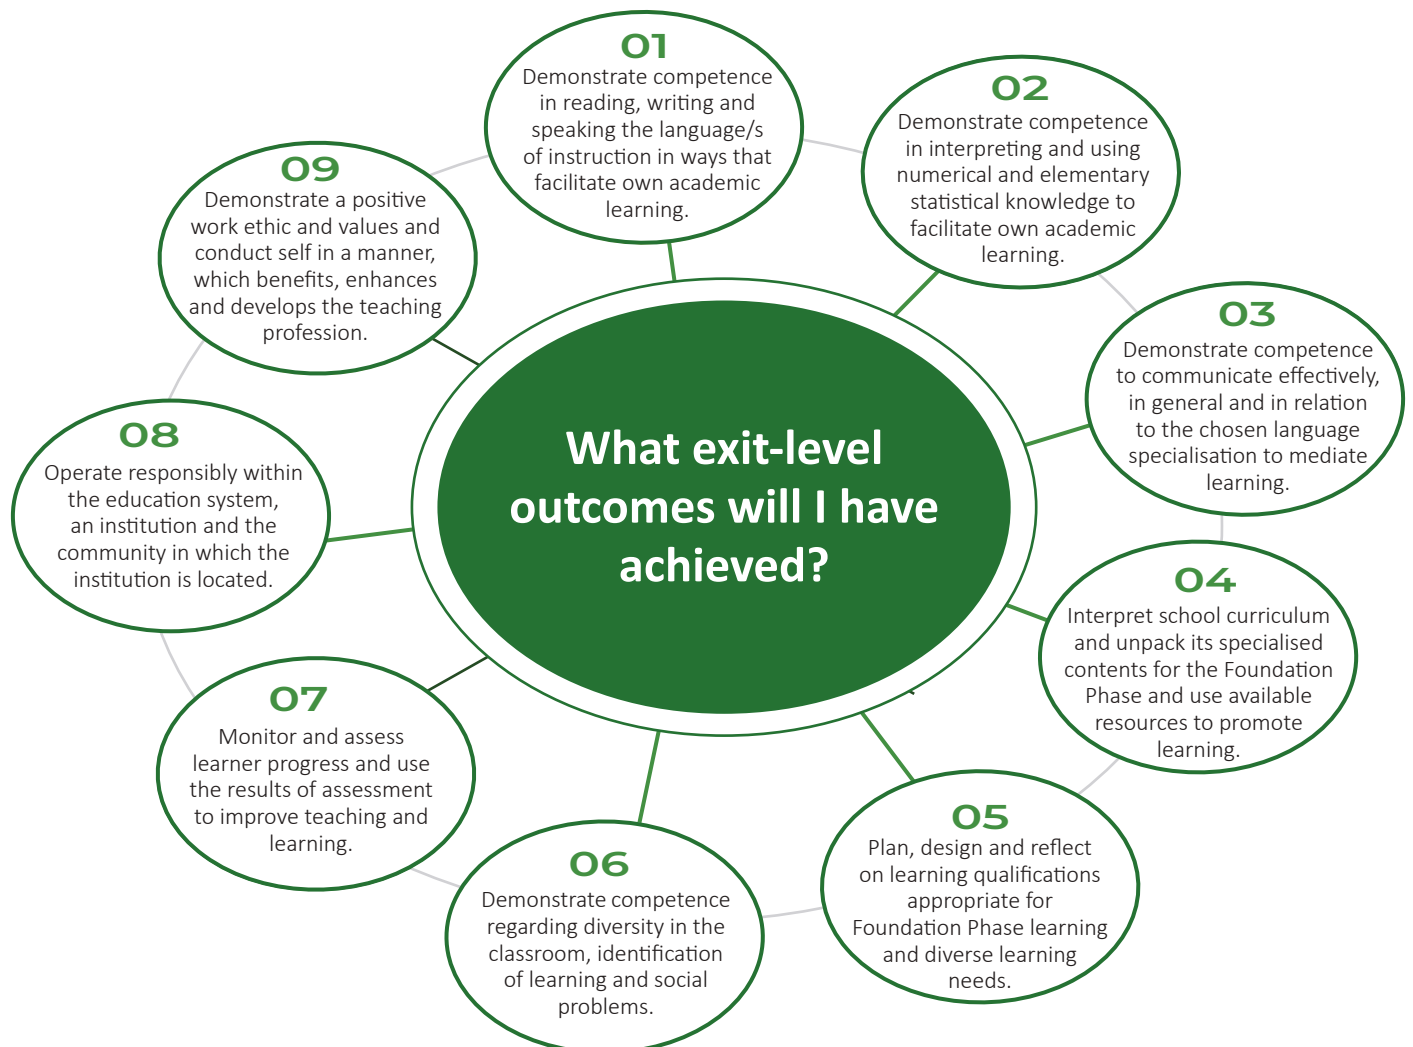 01
Demonstrate competence
in reading, writing and
speaking the language/s
of instruction in ways that
facilitate own academic
learning.
02
Demonstrate competence
in interpreting and using
numerical and elementary
statistical knowledge to
facilitate own academic
learning.
03
Demonstrate competence
to communicate effectively,
in general and in relation
to the chosen language
specialisation to mediate
learning.
04
Interpret school curriculum
and unpack its specialised
contents for the Foundation
Phase and use available
resources to promote
learning.
05
Plan, design and reflect
on learning qualifications
appropriate for
Foundation Phase learning
and diverse learning
needs.
06
Demonstrate competence
regarding diversity in the
classroom, identification
of learning and social
problems.
07
Monitor and assess
learner progress and use
the results of assessment
to improve teaching and
learning.
08
Operate responsibly within
the education system,
an institution and the
community in which the
institution is located.
09
Demonstrate a positive
work ethic and values and
conduct self in a manner,
which benefits, enhances
and develops the teaching
profession.
What exit-level
outcomes will I have
achieved?